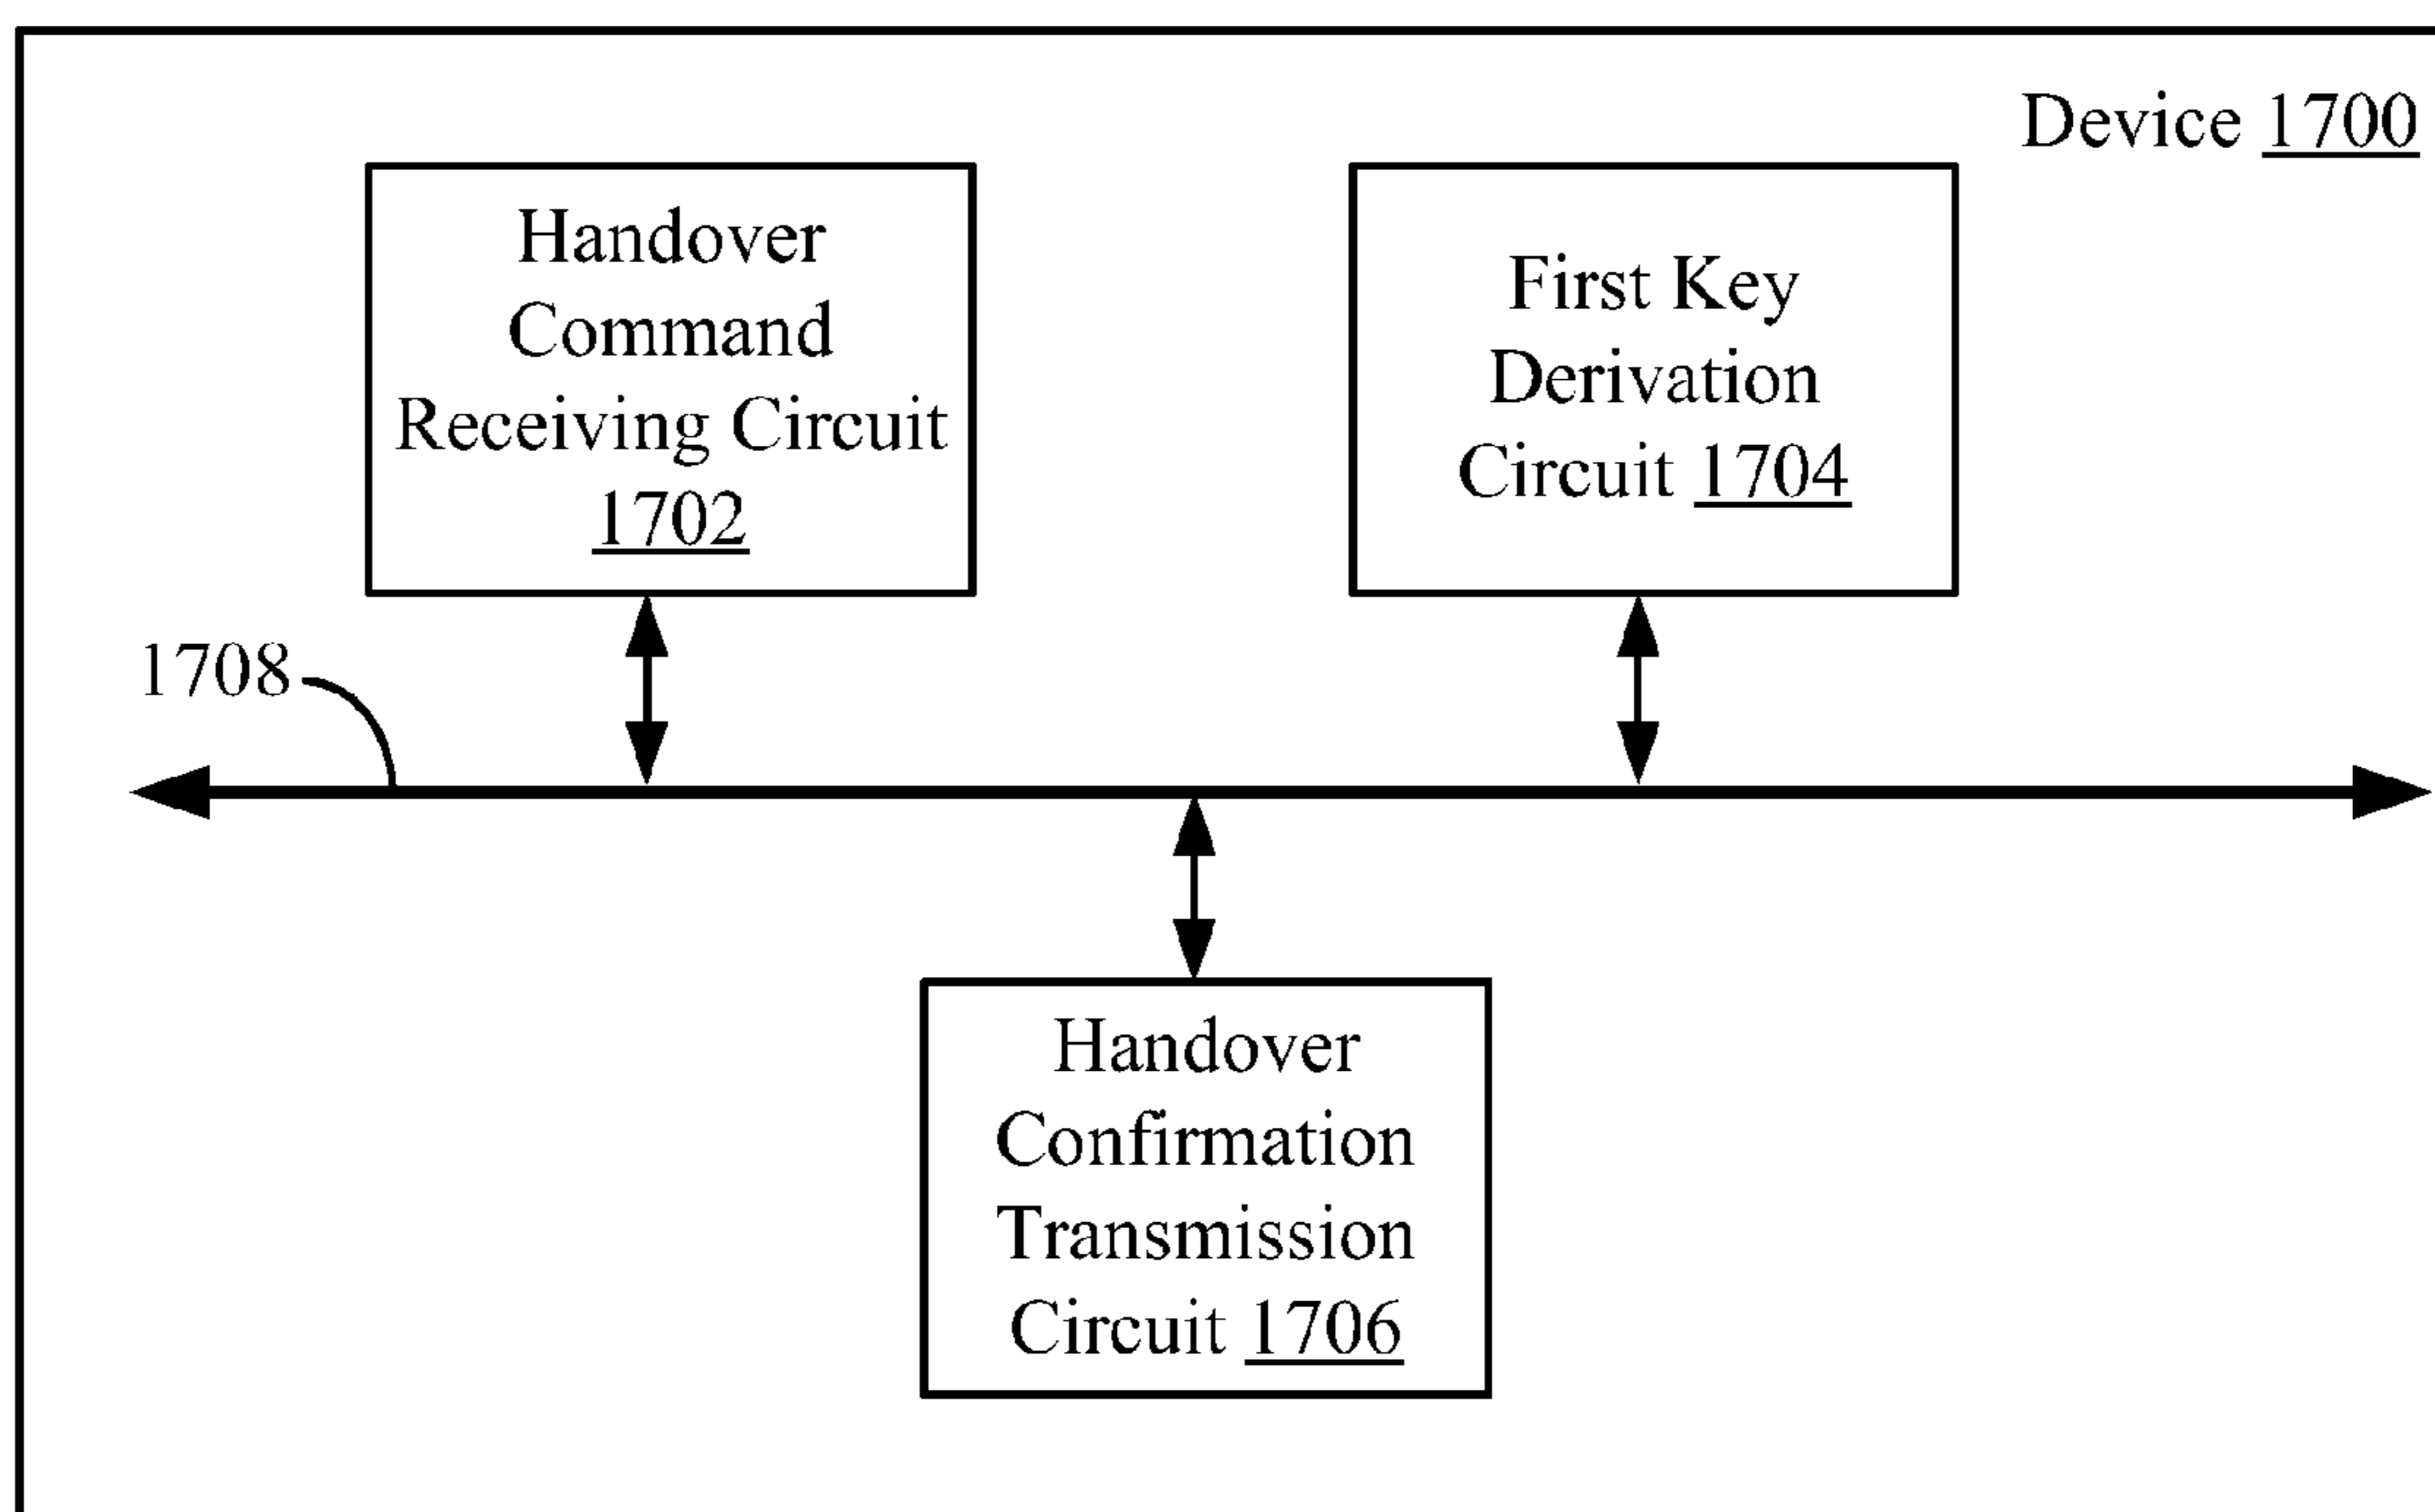 Device 1700
Handover
Command
Receiving Circuit
1702
First Key
Derivation
Circuit 1704
1708
Handover
Confirmation
Transmission
Circuit 1706